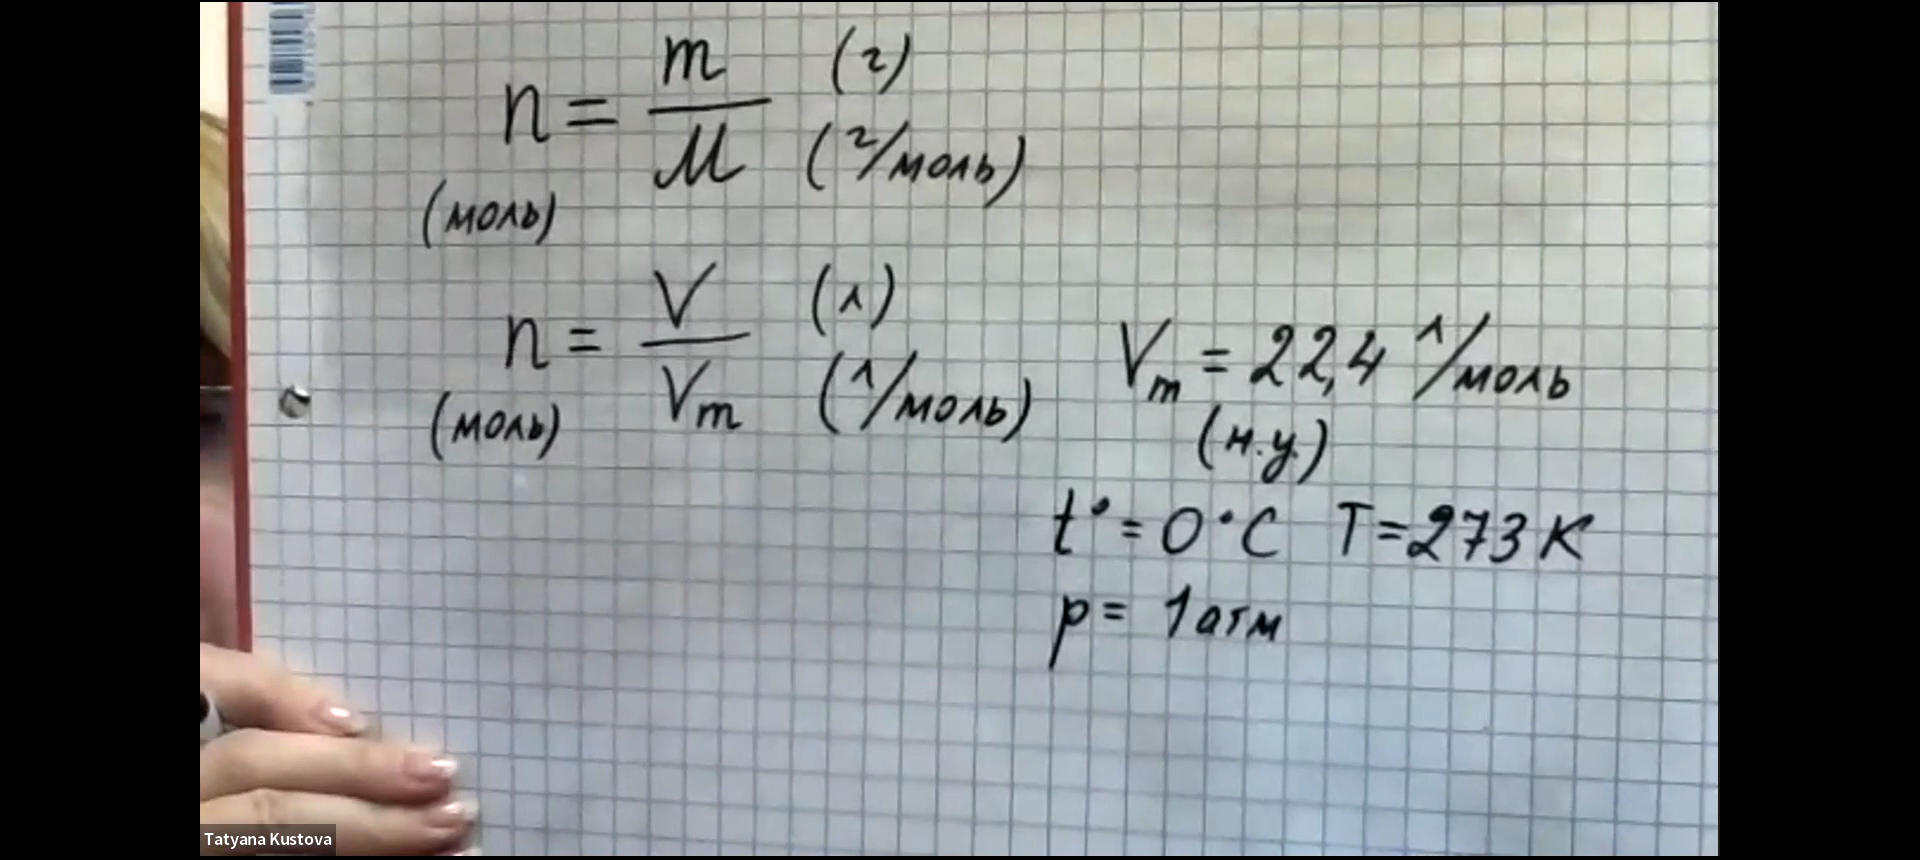 n = m/M (г) (г/моль)
(моль)
n = V/Vm (л) (л/моль)
(моль)
Vm = 22,4 л/моль
(н.у.)
t° = 0°C T = 273 K
p = 1 атм
Tatyana Kustova